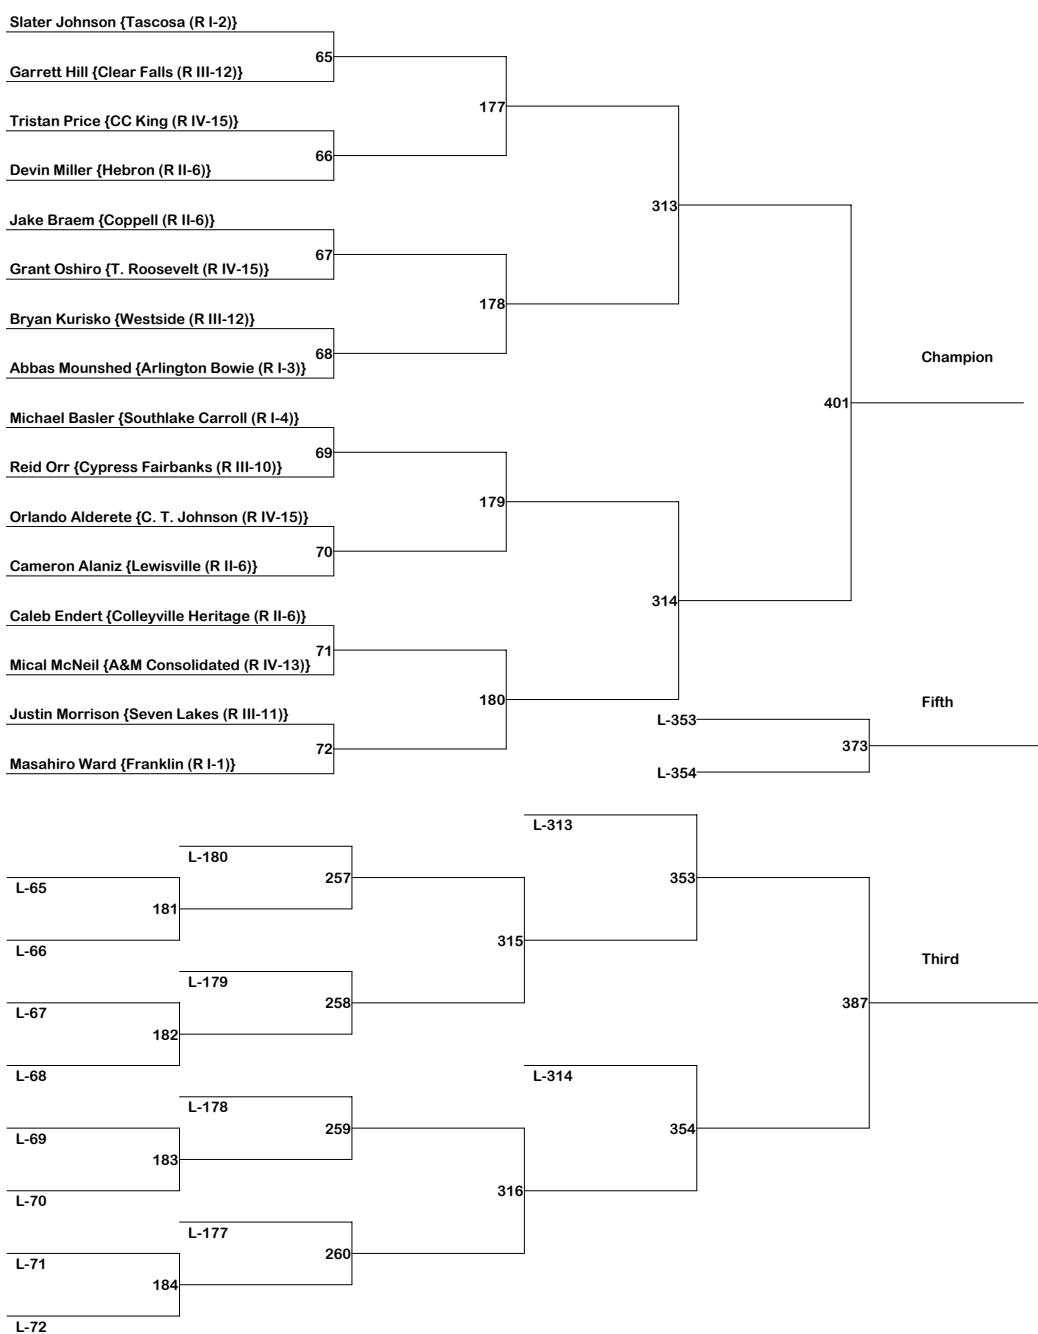 Slater Johnson {Tascosa (R I-2)}
65
Garrett Hill {Clear Falls (R III-12)}
177
Tristan Price {CC King (R IV-15)}
66
Devin Miller {Hebron (R II-6)}
313
Jake Braem {Coppell (R II-6)}
67
Grant Oshiro {T. Roosevelt (R IV-15)}
178
Bryan Kurisko {Westside (R III-12)}
68
Abbas Mounshed {Arlington Bowie (R I-3)}
Champion
401
Michael Basler {Southlake Carroll (R I-4)}
69
Reid Orr {Cypress Fairbanks (R III-10)}
179
Orlando Alderete {C. T. Johnson (R IV-15)}
70
Cameron Alaniz {Lewisville (R II-6)}
314
Caleb Endert {Colleyville Heritage (R II-6)}
71
Mical McNeil {A&M Consolidated (R IV-13)}
180
Fifth
Justin Morrison {Seven Lakes (R III-11)}
L-353
72
373
Masahiro Ward {Franklin (R I-1)}
L-354
L-313
L-180
257
353
L-65
181
315
L-66
Third
L-179
258
387
L-67
182
L-68
L-314
L-178
259
354
L-69
183
316
L-70
L-177
260
L-71
184
L-72